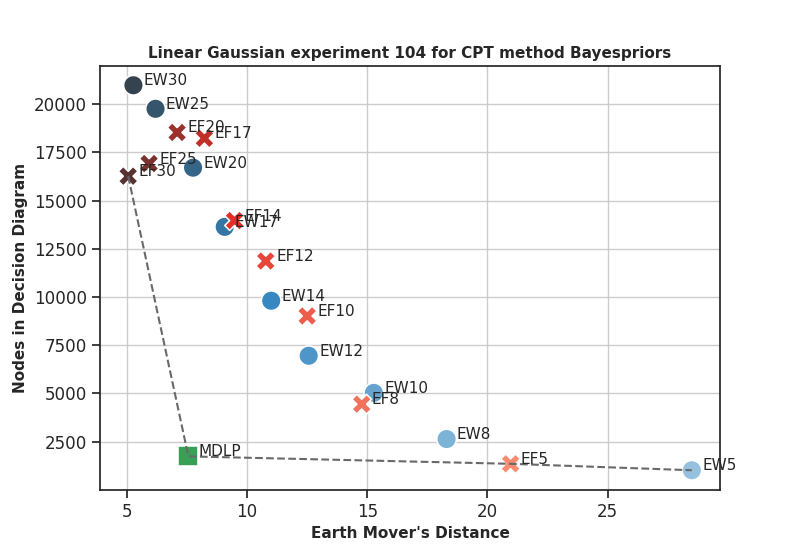 Linear Gaussian experiment 104 for CPT method Bayespriors
EW30
EW25
EF20
EF17
EF25
EW20
EF30
EF14
EW17
EF12
EW14
EF10
EW12
EW10
EF8
EW8
MDLP
EF5
EW5
20000
17500
15000
12500
10000
7500
5000
2500
Nodes in Decision Diagram
5
10
15
20
25
Earth Mover's Distance